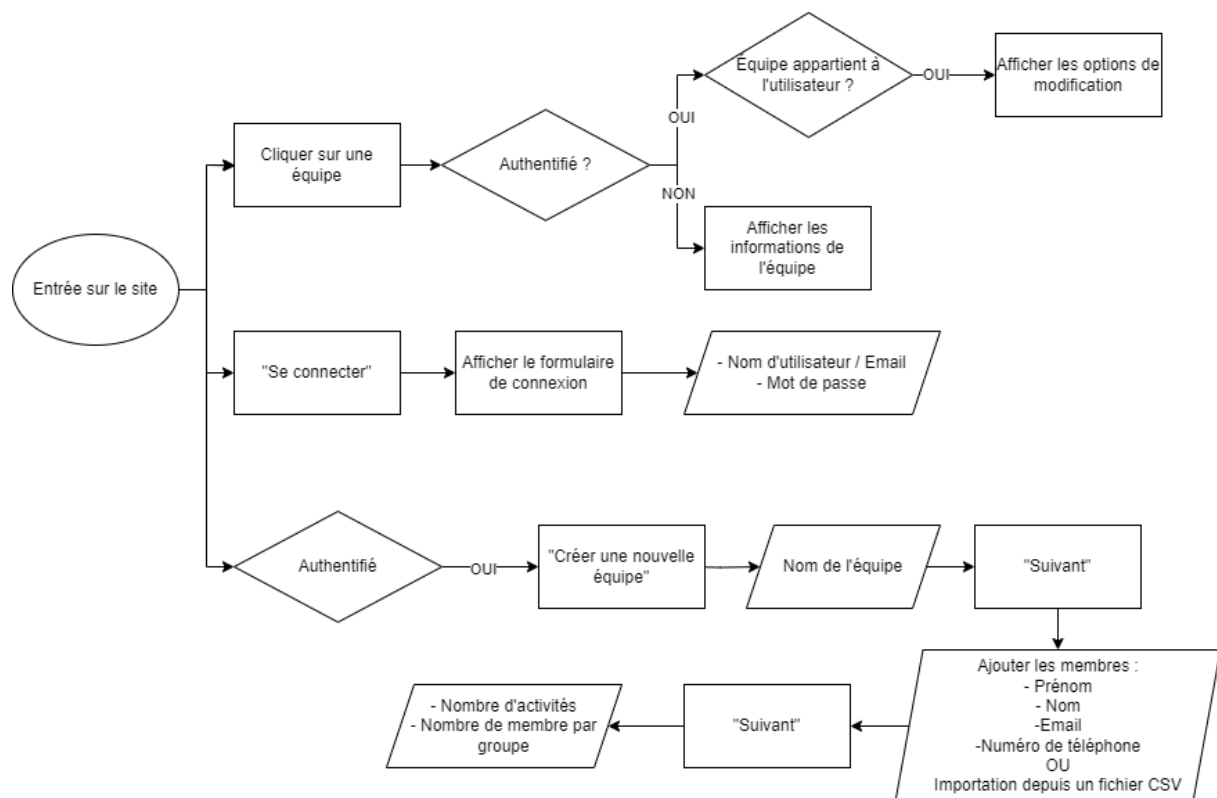 Équipe appartient à
l'utilisateur ?
OUI
Afficher les options de
modification
OUI
Cliquer sur une
équipe
Authentifié ?
NON
Afficher les
informations de
l'équipe
Entrée sur le site
"Se connecter"
Afficher le formulaire
de connexion
- Nom d'utilisateur / Email
- Mot de passe
Authentifié
OUI
"Créer une nouvelle
équipe"
Nom de l'équipe
"Suivant"
Ajouter les membres :
- Prénom
- Nom
-Email
-Numéro de téléphone
OU
Importation depuis un fichier CSV
"Suivant"
- Nombre d'activités
- Nombre de membre par
groupe